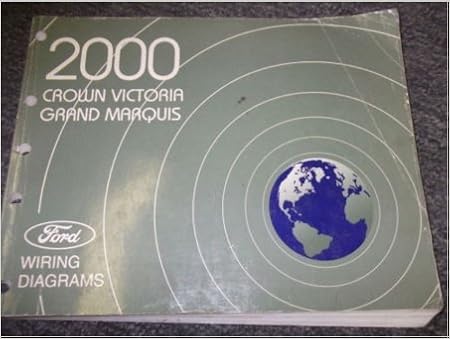 2000
CROWN VICTORIA
GRAND MARQUIS
Ford
WIRING
DIAGRAMS